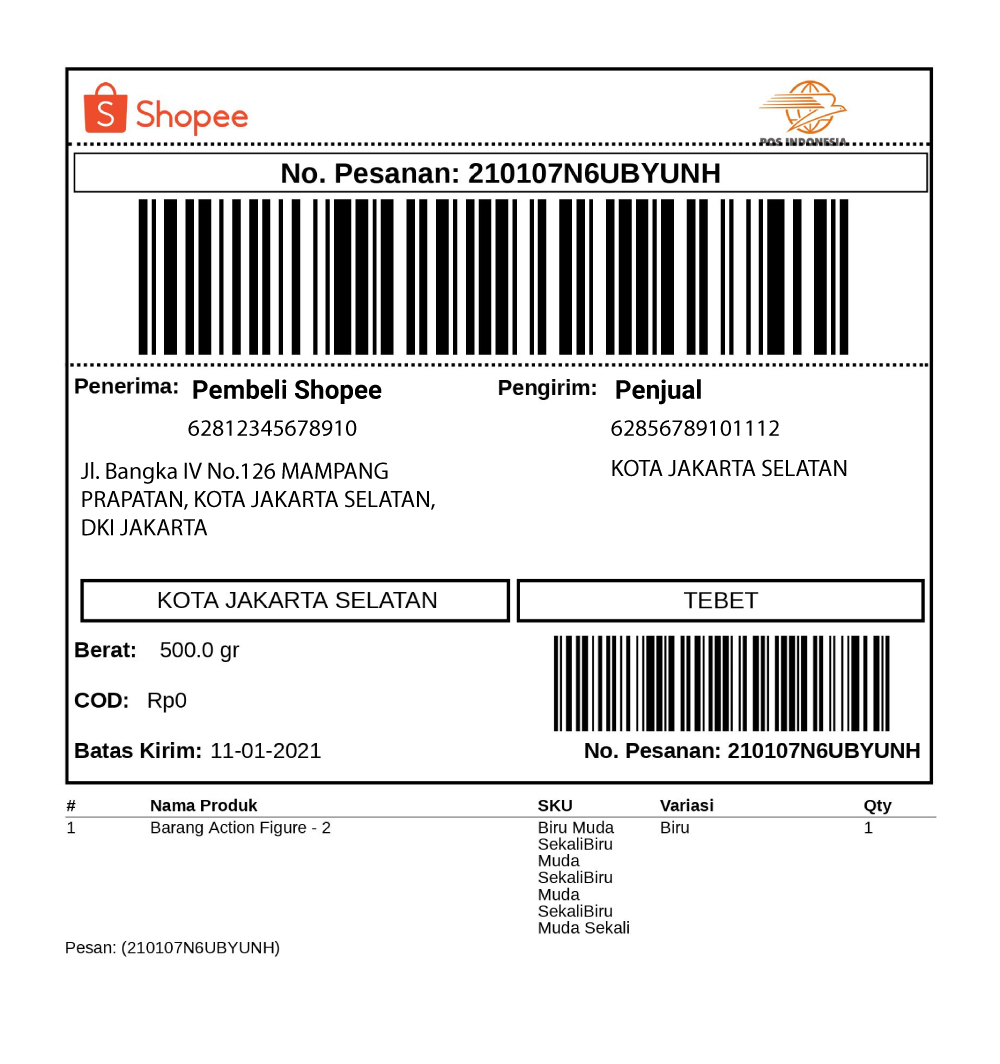 Shopee
POS INDONESIA
No. Pesanan: 210107N6UBYUNH
Penerima: Pembeli Shopee Pengirim: Penjual
62812345678910 62856789101112
Jl. Bangka IV No.126 MAMPANG KOTA JAKARTA SELATAN
PRAPATAN, KOTA JAKARTA SELATAN,
DKI JAKARTA
KOTA JAKARTA SELATAN TEBET
Berat: 500.0 gr
COD: Rp0
Batas Kirim: 11-01-2021 No. Pesanan: 210107N6UBYUNH
# Nama Produk SKU Variasi Qty
1 Barang Action Figure - 2 Biru Muda Biru 1
SekaliBiru
Muda
SekaliBiru
Muda
SekaliBiru
Muda Sekali
Pesan: (210107N6UBYUNH)